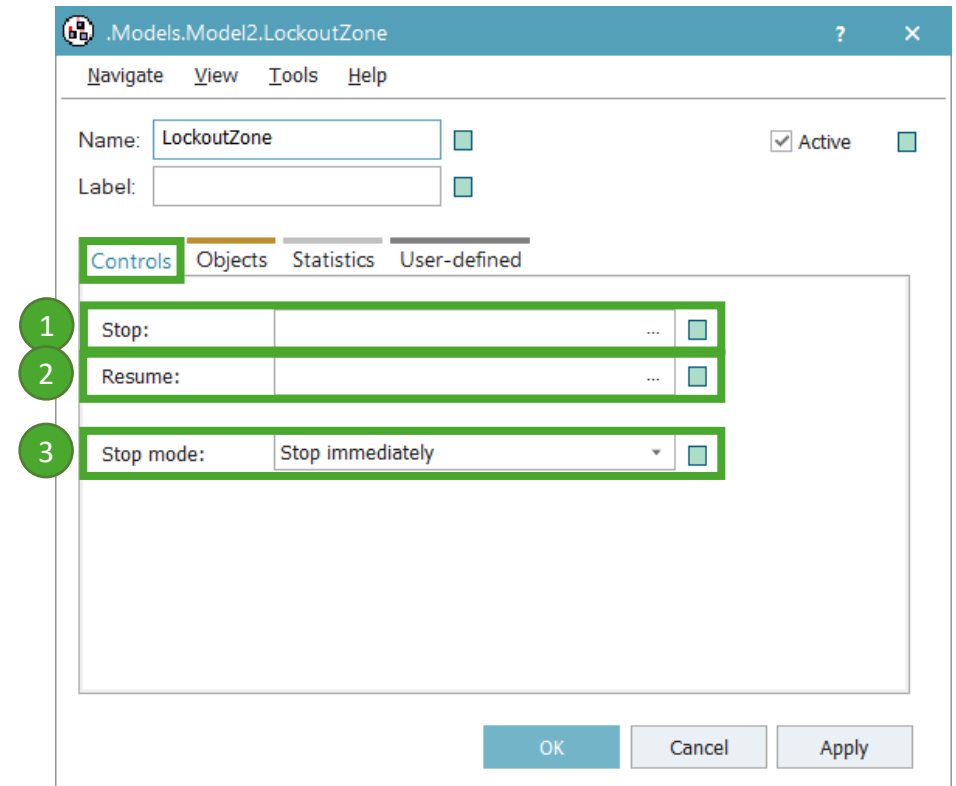 .Models.Model2.LockoutZone ? ×
Navigate View Tools Help
Name: LockoutZone Active
Label:
Controls Objects Statistics User-defined
1 Stop: ...
2 Resume: ...
3 Stop mode: Stop immediately
OK Cancel Apply